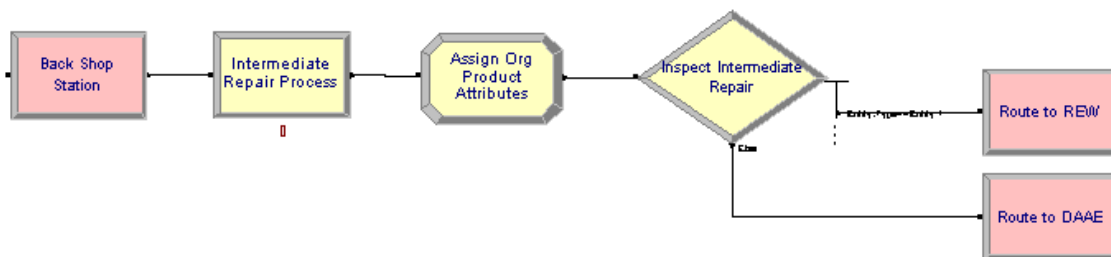 Back Shop
Station
Intermediate
Repair Process
0
Assign Org
Product
Attributes
Inspect Intermediate
Repair
Else
Route to REW
Route to DAAE